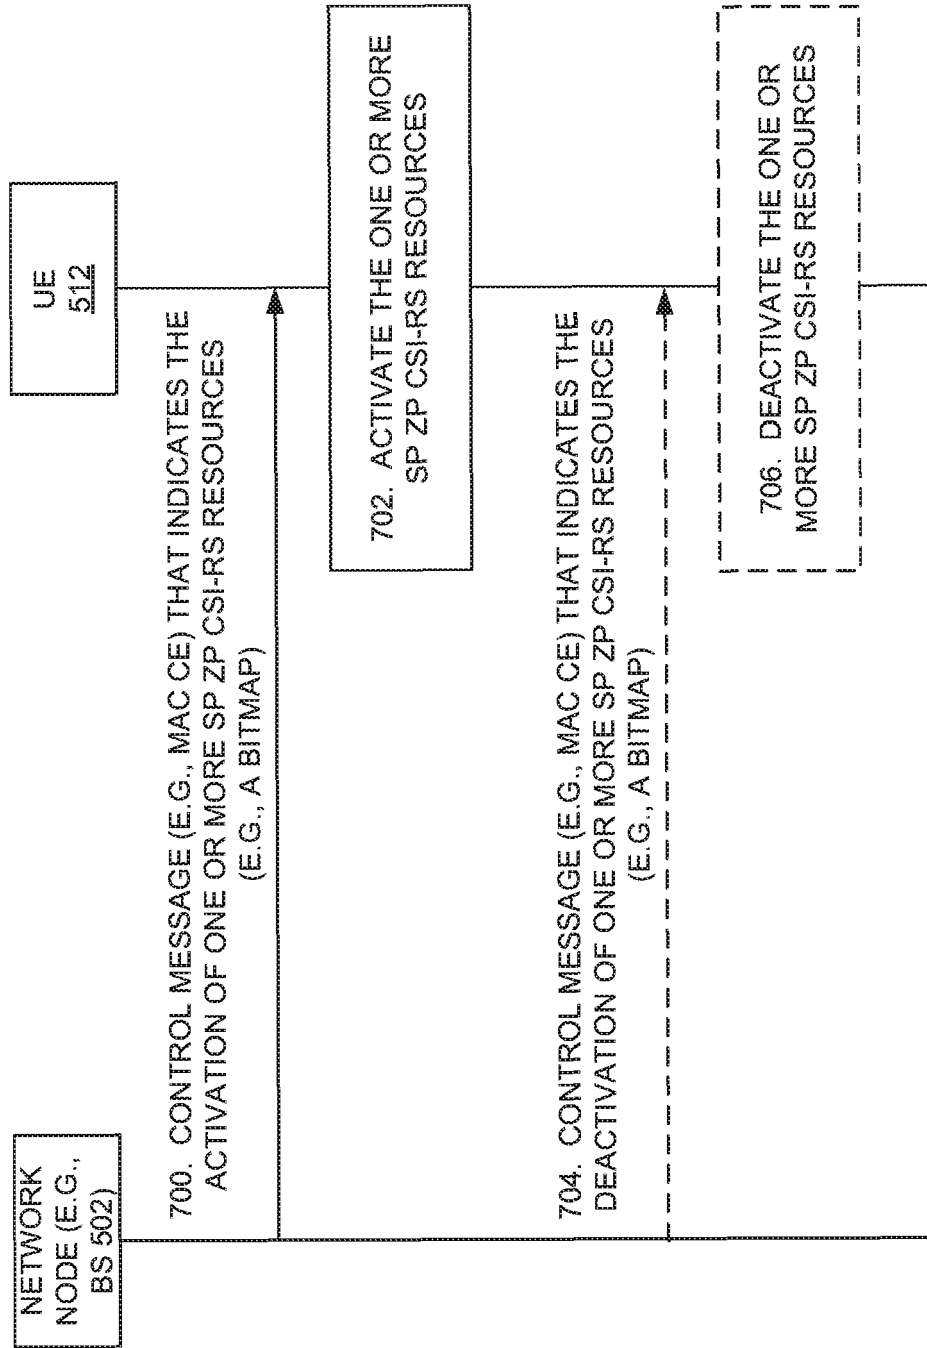 NETWORK
NODE (E.G.,
BS 502)
UE
512
700. CONTROL MESSAGE (E.G., MAC CE) THAT INDICATES THE
ACTIVATION OF ONE OR MORE SP ZP CSI-RS RESOURCES
(E.G., A BITMAP)
702. ACTIVATE THE ONE OR MORE
SP ZP CSI-RS RESOURCES
704. CONTROL MESSAGE (E.G., MAC CE) THAT INDICATES THE
DEACTIVATION OF ONE OR MORE SP ZP CSI-RS RESOURCES
(E.G., A BITMAP)
706. DEACTIVATE THE ONE OR
MORE SP ZP CSI-RS RESOURCES